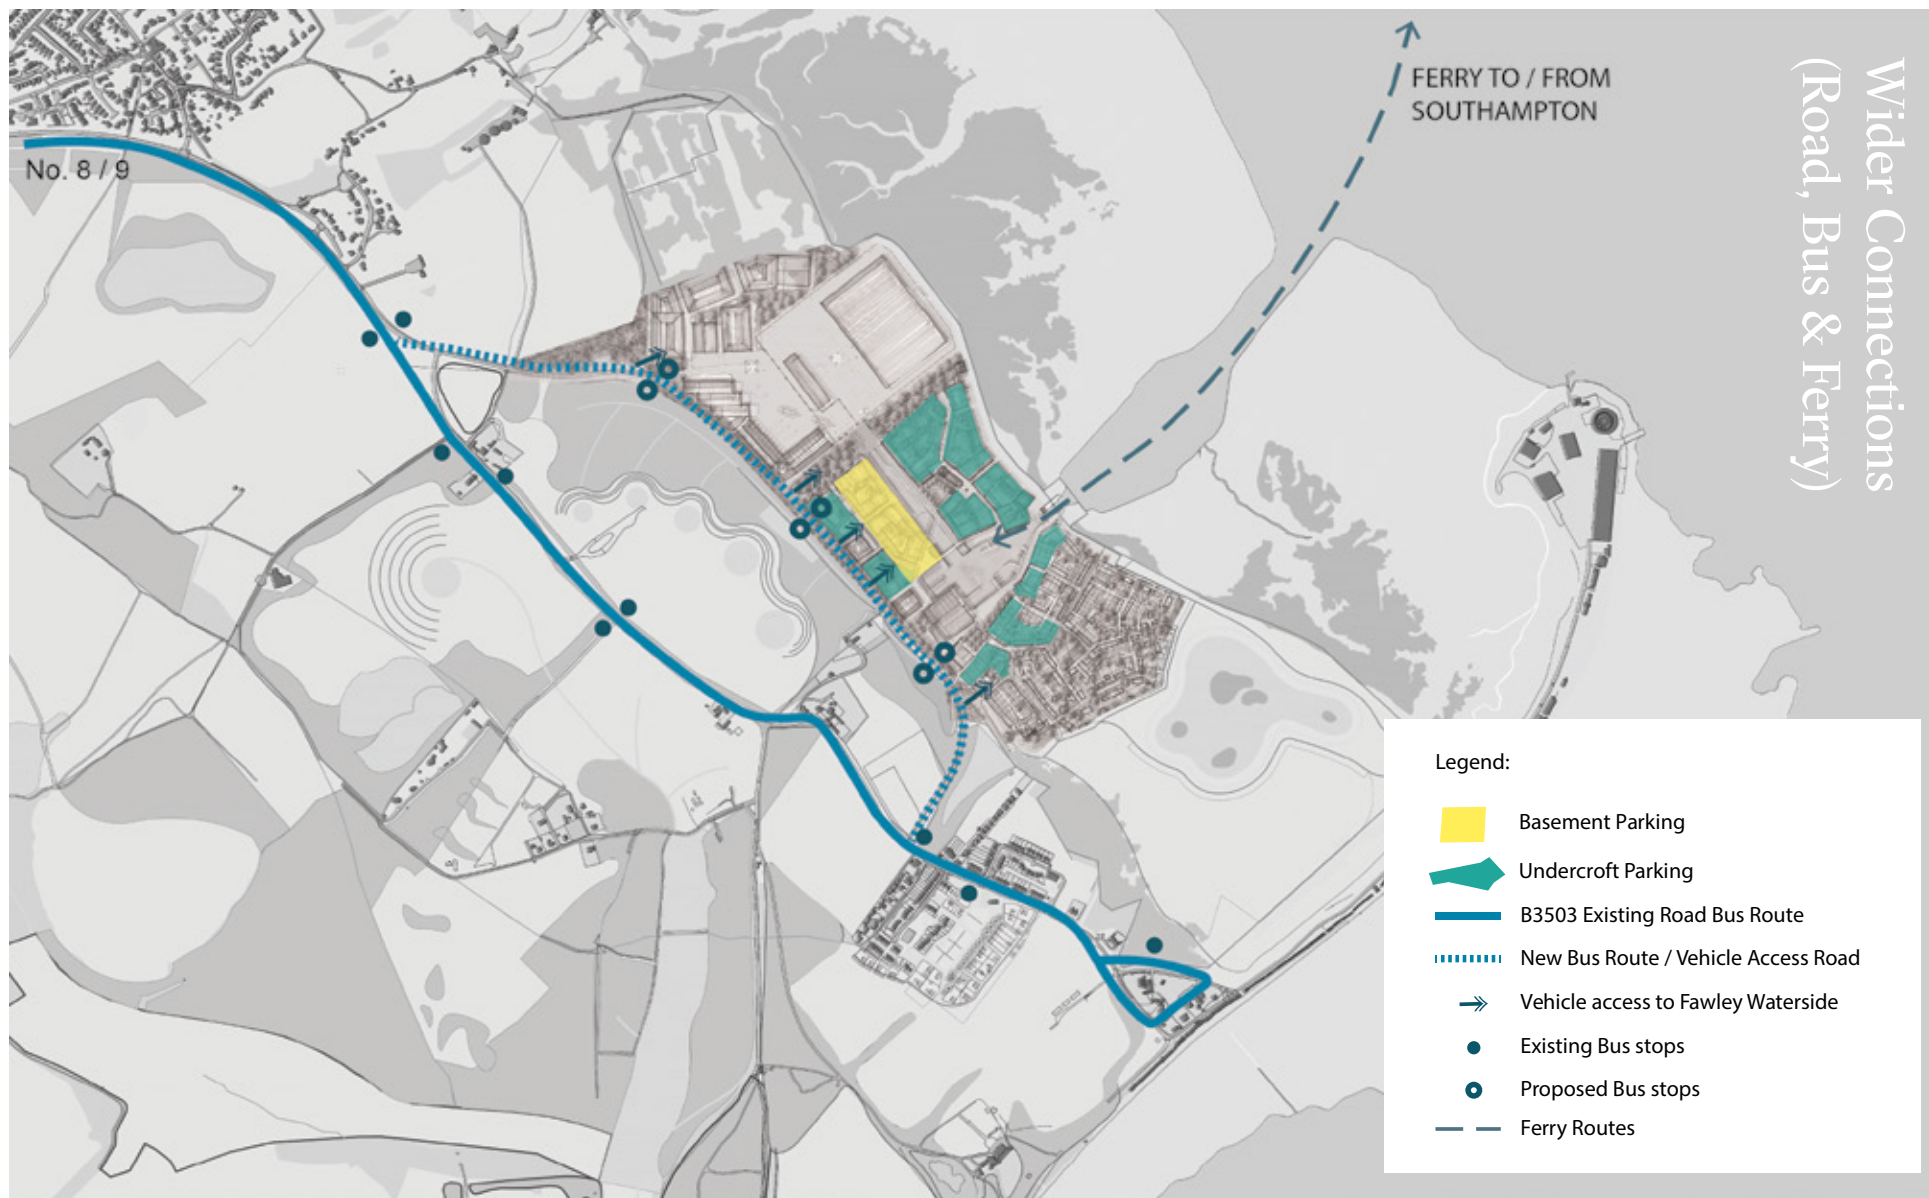 Wider Connections
(Road, Bus & Ferry)
FERRY TO / FROM
SOUTHAMPTON
No. 8 / 9
Legend:
Basement Parking
Undercroft Parking
B3503 Existing Road Bus Route
New Bus Route / Vehicle Access Road
Vehicle access to Fawley Waterside
Existing Bus stops
Proposed Bus stops
Ferry Routes